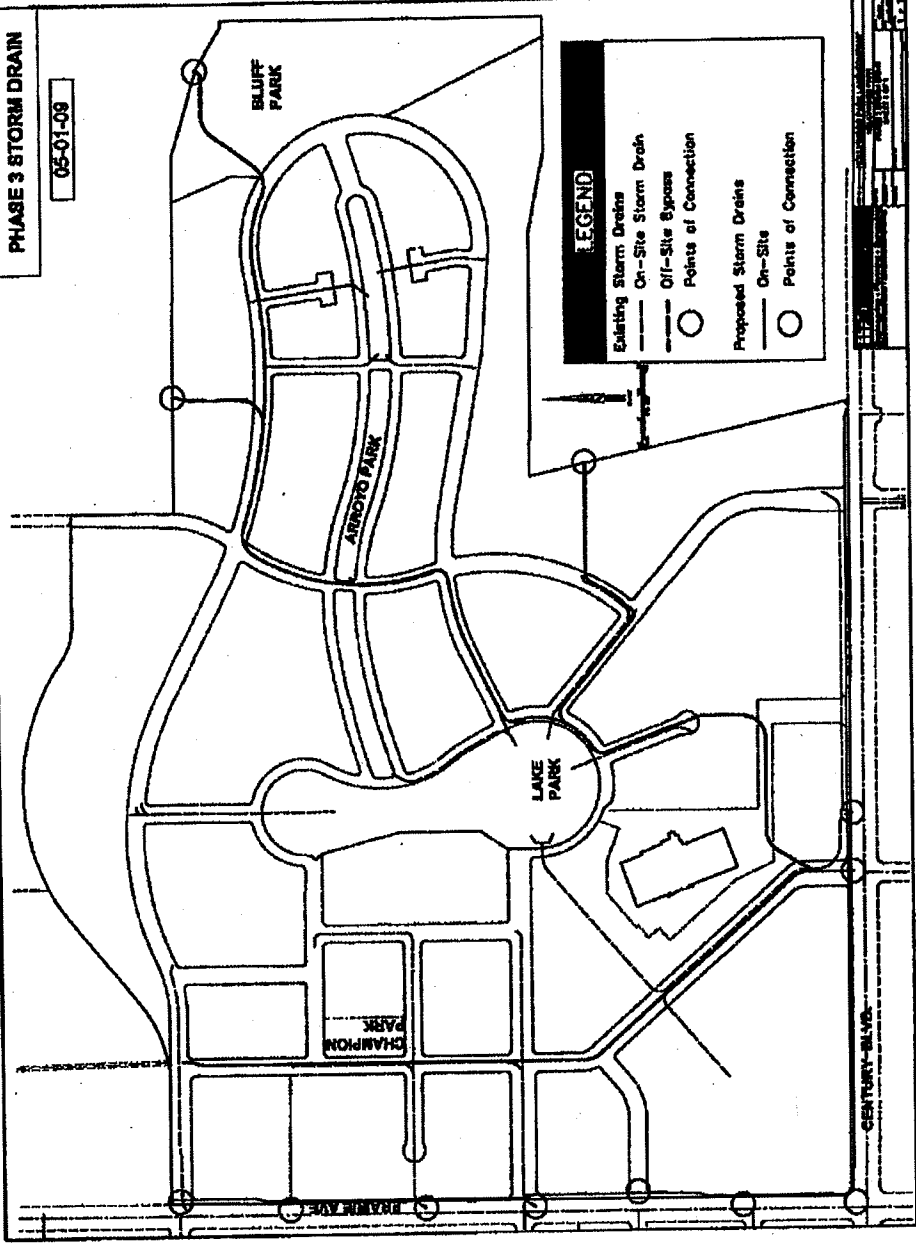 PHASE 3 STORM DRAIN
05-01-09
BLUFF
PARK
ARROYO PARK
LAKE
PARK
CHAMPION
PARK
CENTURY BLVD.
LEGEND
Existing Storm Drains
On-Site Storm Drain
Off-Site Bypass
Points of Connection
Proposed Storm Drains
On-Site
Points of Connection